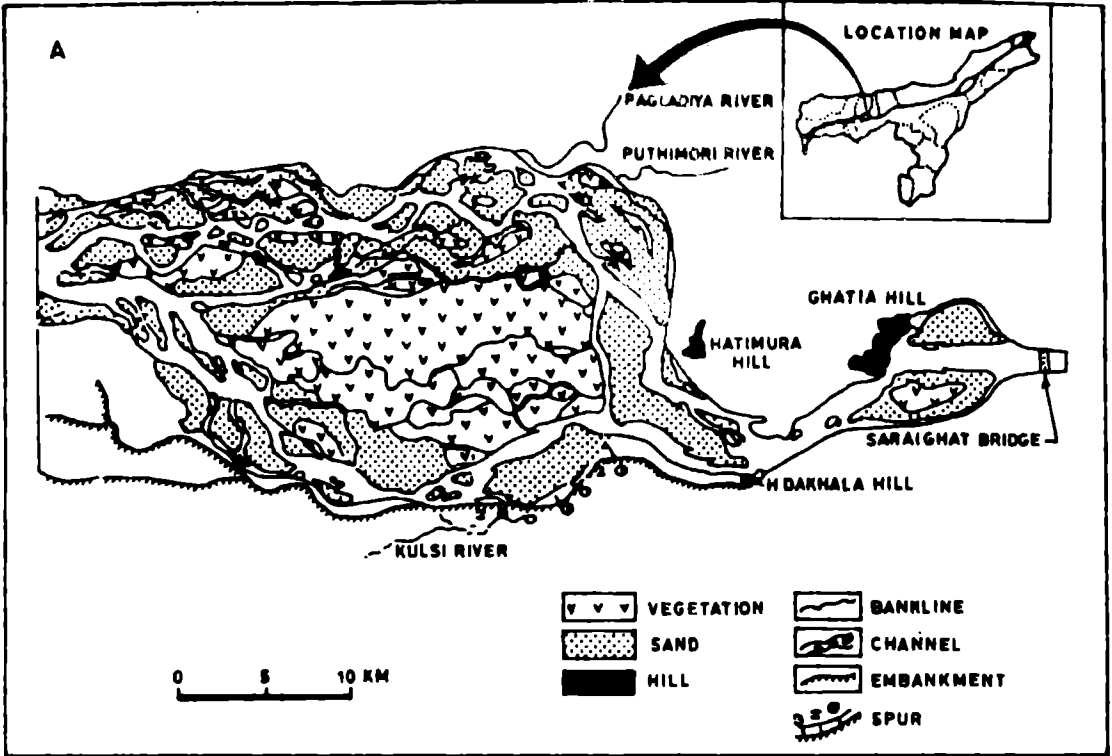 A
LOCATION MAP
PAGLADIYA RIVER
PUTHIMORI RIVER
GHATIA HILL
HATIMURA
HILL
SARAIGHAT BRIDGE
DAKHALA HILL
KULSI RIVER
VEGETATION
BANKLINE
SAND
CHANNEL
HILL
EMBANKMENT
SPUR
0 5 10 KM